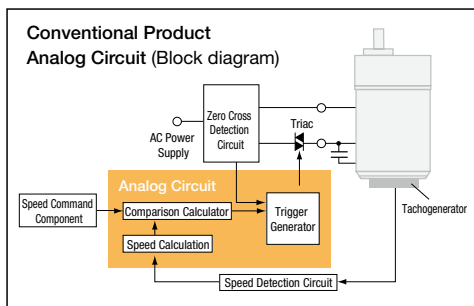 Conventional Product
Analog Circuit (Block diagram)
Zero Cross
Detection
Circuit
AC Power
Supply
Triac
Analog Circuit
Speed Command
Component
Comparison Calculator
Trigger
Generator
Speed Calculation
Tachogenerator
Speed Detection Circuit